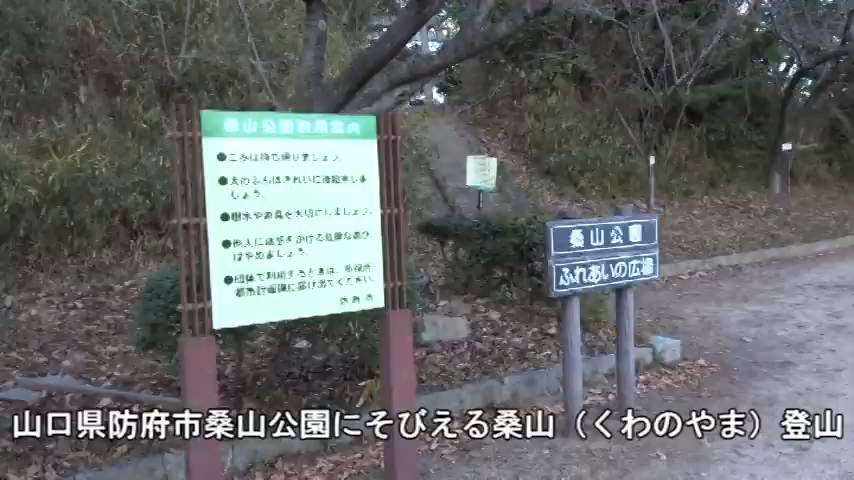 桑山公園利用案内
●ごみは持ち帰りましょう。
●犬のふんはきれいに後始末しま
しょう。
●樹木や遊具を大切にしましょう。
●他人に迷惑をかける危険な遊び
はやめましょう。
●団体で利用するときは、市役所
都市計画課に届け出てください。
防府市
桑山公園
ふれあいの広場
山口県防府市桑山公園にそびえる桑山（くわのやま）登山